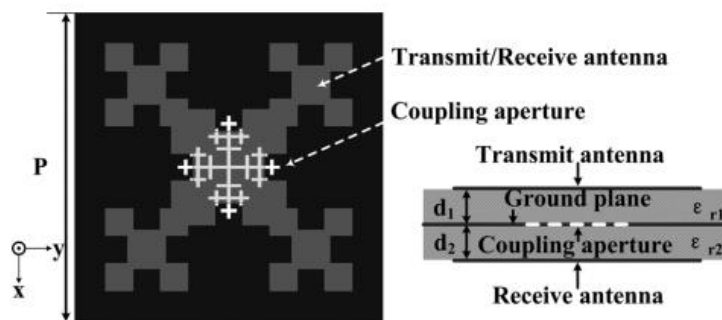 Transmit/Receive antenna
Coupling aperture
P
y
x
Transmit antenna
Ground plane
d1
εr1
d2
Coupling aperture
εr2
Receive antenna